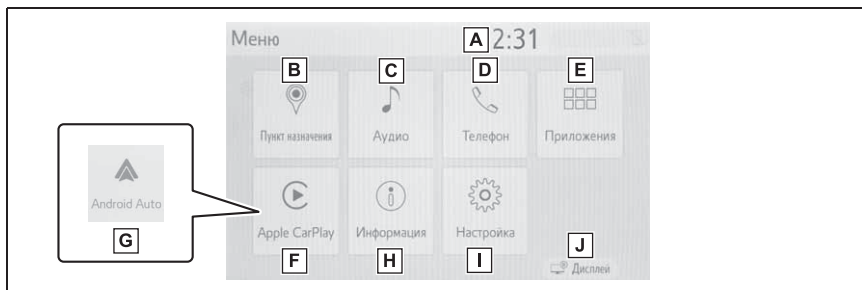 Меню A 2:31
B C D E
Пункт назначения Аудио Телефон Приложения
Android Auto
G
Apple CarPlay Информация Настройка
F H I J
Дисплей